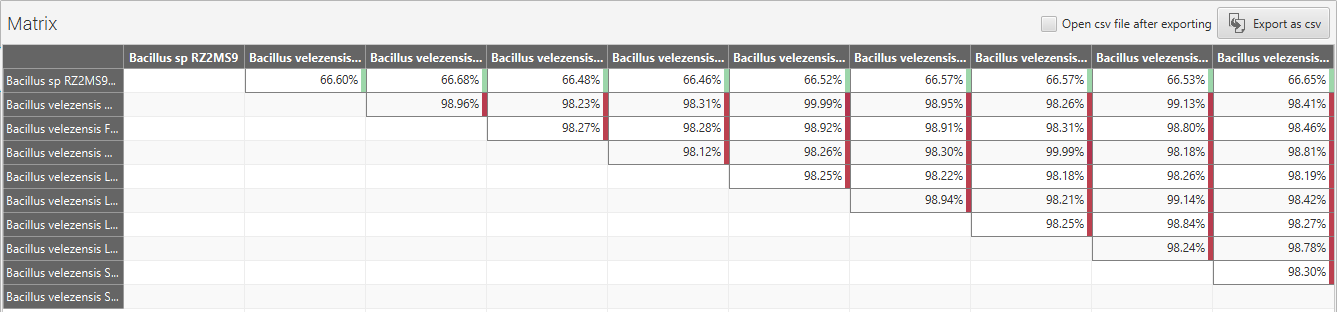 Matrix
Open csv file after exporting
Export as csv
Bacillus sp RZ2MS9 Bacillus velezensis... Bacillus velezensis... Bacillus velezensis... Bacillus velezensis... Bacillus velezensis... Bacillus velezensis... Bacillus velezensis... Bacillus velezensis... Bacillus velezensis...
Bacillus sp RZ2MS9... 66.60% 66.68% 66.48% 66.46% 66.52% 66.57% 66.57% 66.53% 66.65%
Bacillus velezensis ... 98.96% 98.23% 98.31% 99.99% 98.95% 98.26% 99.13% 98.41%
Bacillus velezensis F... 98.27% 98.28% 98.92% 98.91% 98.31% 98.80% 98.46%
Bacillus velezensis ... 98.12% 98.26% 98.30% 99.99% 98.18% 98.81%
Bacillus velezensis L... 98.25% 98.22% 98.18% 98.26% 98.19%
Bacillus velezensis L... 98.94% 98.21% 99.14% 98.42%
Bacillus velezensis L... 98.25% 98.84% 98.27%
Bacillus velezensis L... 98.24% 98.78%
Bacillus velezensis S... 98.30%
Bacillus velezensis S...